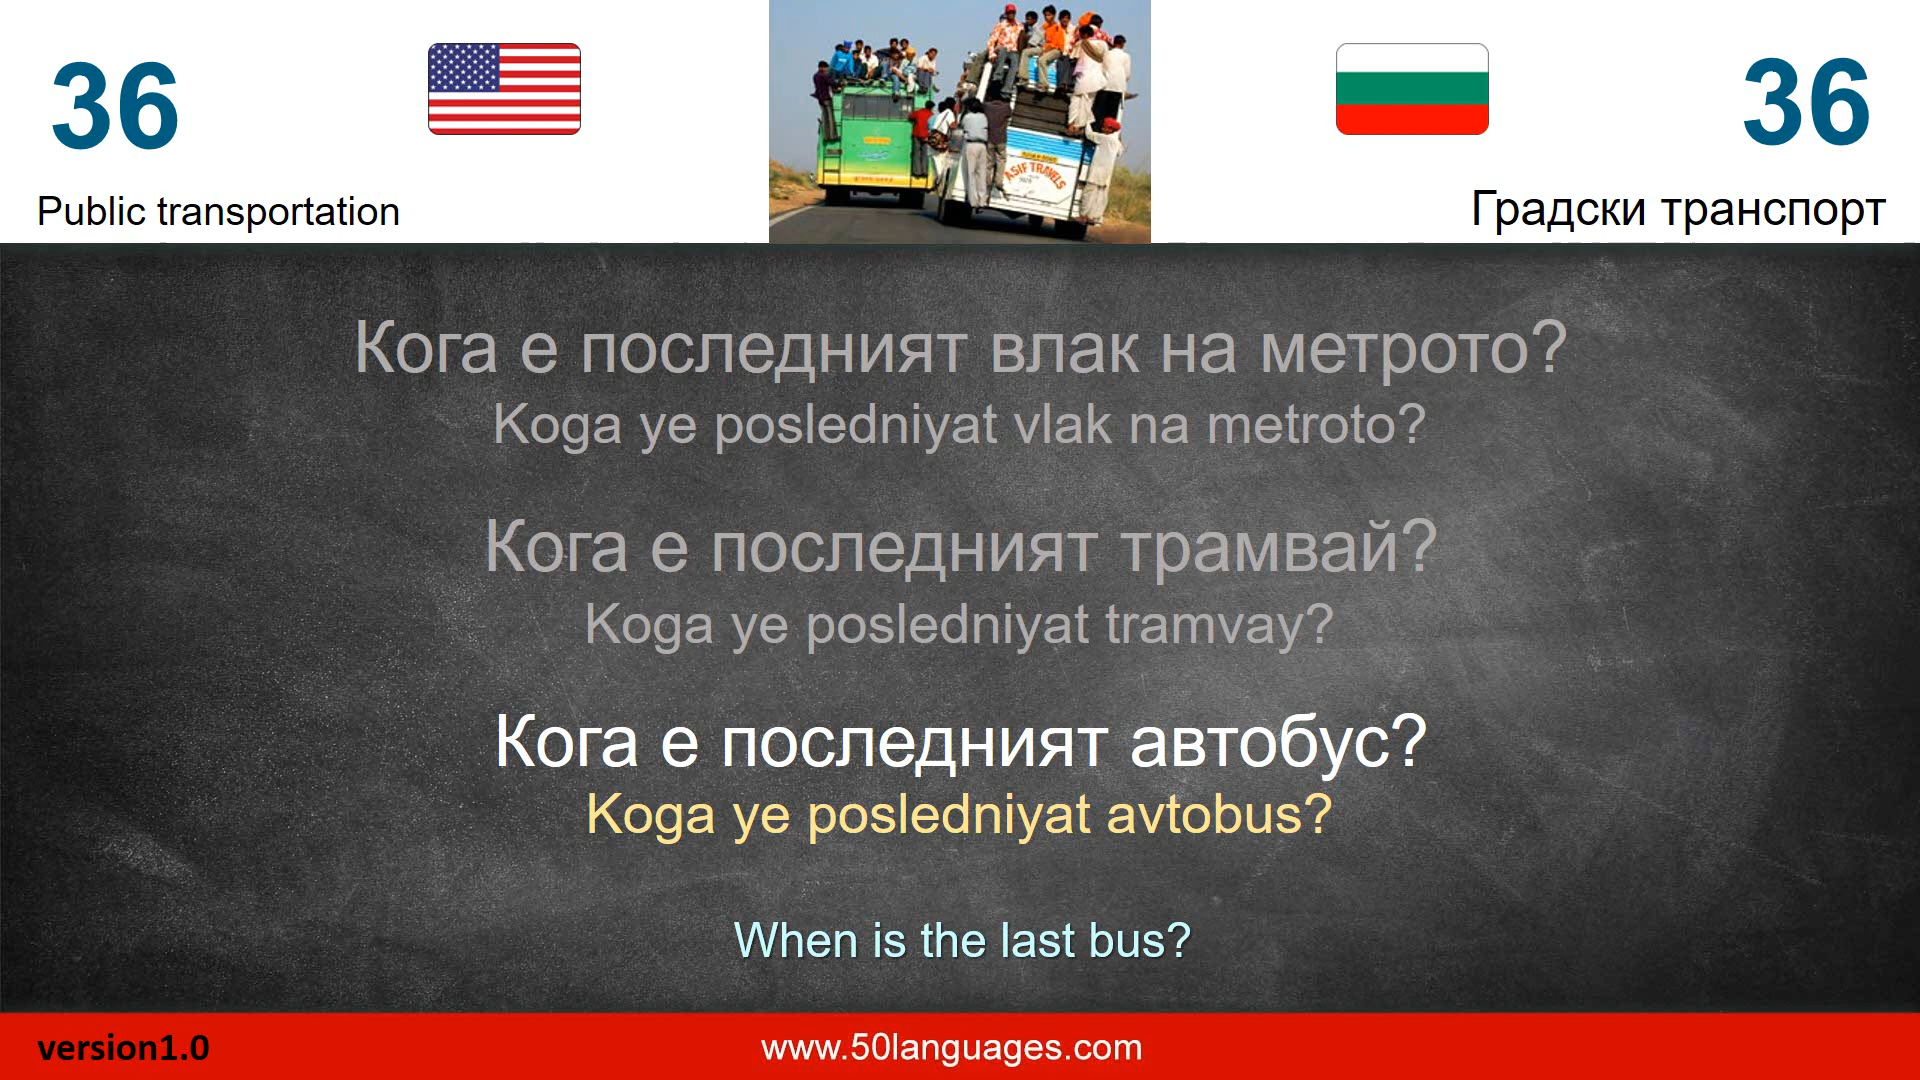 36
36
Public transportation
Градски транспорт
ASIF TRAVELS
Кога е последният влак на метрото?
Koga ye posledniyat vlak na metroto?
Кога е последният трамвай?
Koga ye posledniyat tramvay?
Кога е последният автобус?
Koga ye posledniyat avtobus?
When is the last bus?
version1.0
www.50languages.com